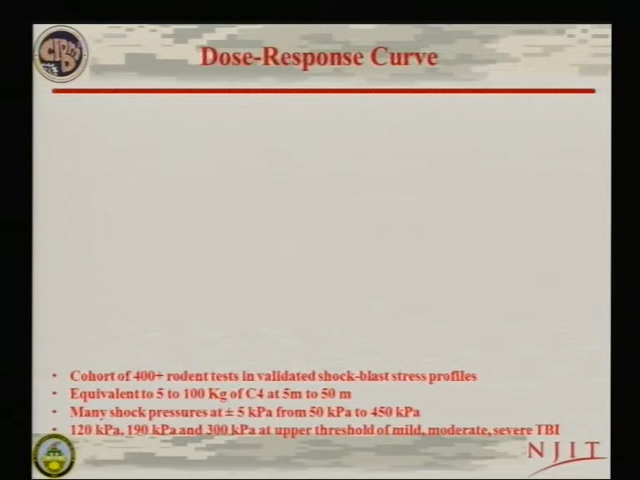 Dose-Response Curve
• Cohort of 400+ rodent tests in validated shock-blast stress profiles
• Equivalent to 5 to 100 Kg of C4 at 5m to 50 m
• Many shock pressures at ± 5 kPa from 50 kPa to 450 kPa
• 120 kPa, 190 kPa and 300 kPa at upper threshold of mild, moderate, severe TBI
NJIT